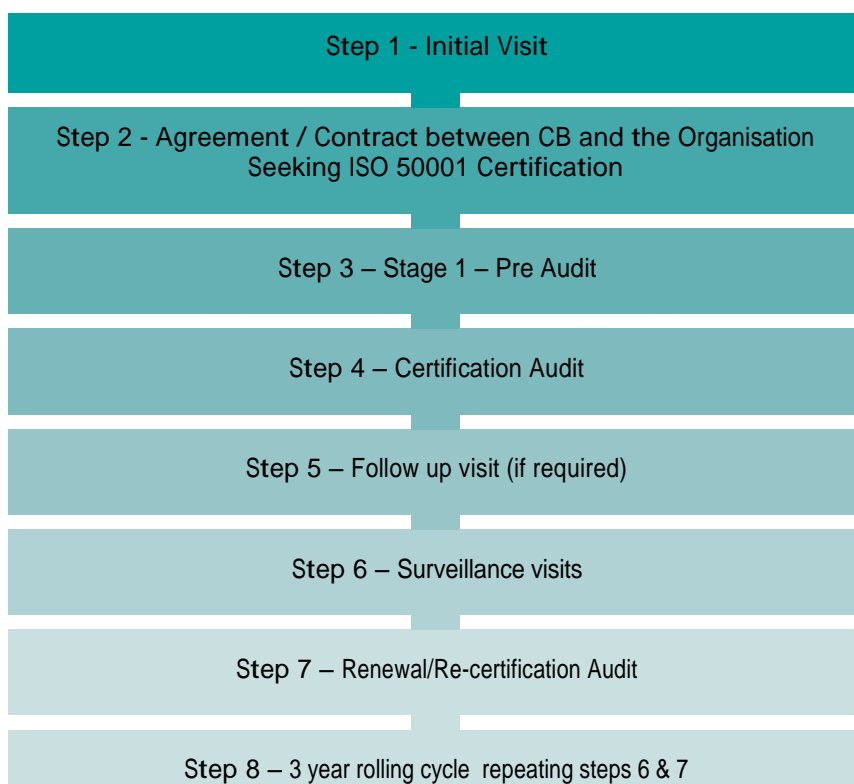 Step 1 - Initial Visit
Step 2 - Agreement / Contract between CB and the Organisation
Seeking ISO 50001 Certification
Step 3 – Stage 1 – Pre Audit
Step 4 – Certification Audit
Step 5 – Follow up visit (if required)
Step 6 – Surveillance visits
Step 7 – Renewal/Re-certification Audit
Step 8 – 3 year rolling cycle repeating steps 6 & 7